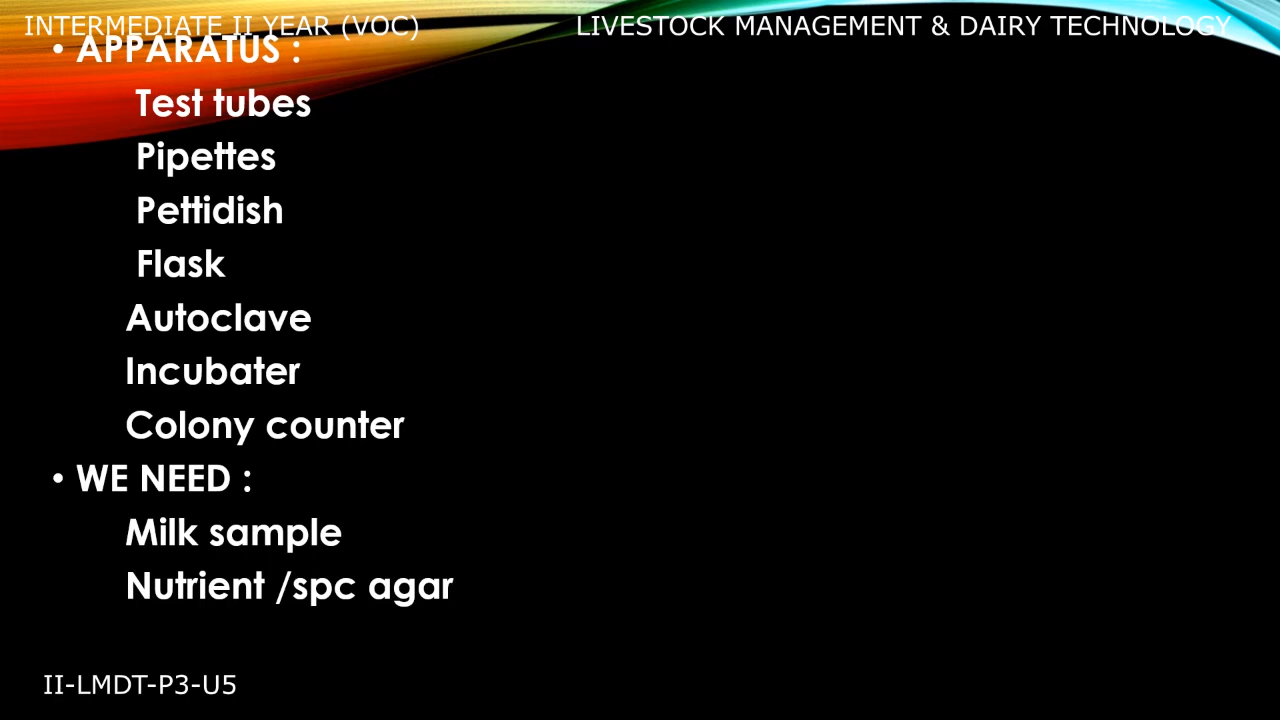 INTERMEDIATE II YEAR (VOC) LIVESTOCK MANAGEMENT & DAIRY TECHNOLOGY
• APPARATUS :
Test tubes
Pipettes
Pettidish
Flask
Autoclave
Incubater
Colony counter
• WE NEED :
Milk sample
Nutrient /spc agar
II-LMDT-P3-U5